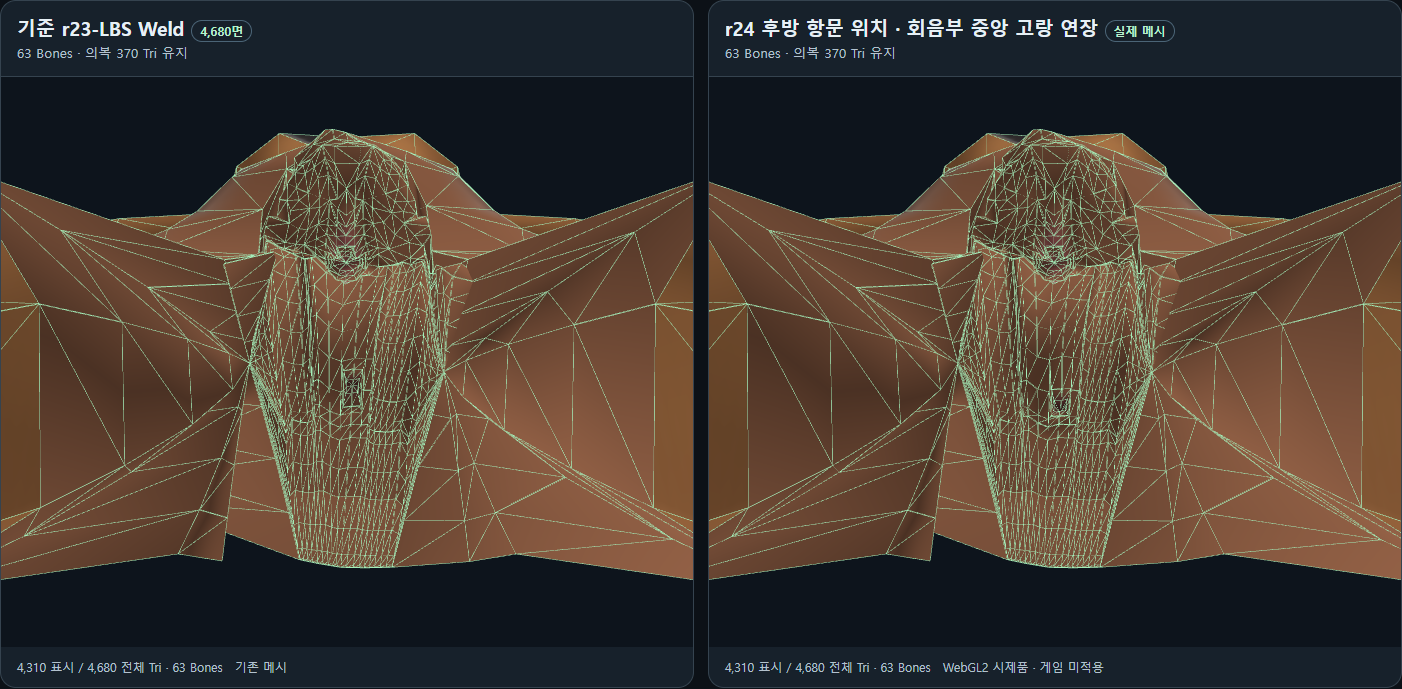 기준 r23-LBS Weld 4,680면
63 Bones · 의복 370 Tri 유지
4,310 표시 / 4,680 전체 Tri · 63 Bones 기존 메시
r24 후방 항문 위치 · 회음부 중앙 고랑 연장 실제 메시
63 Bones · 의복 370 Tri 유지
4,310 표시 / 4,680 전체 Tri · 63 Bones WebGL2 시제품 · 게임 미적용